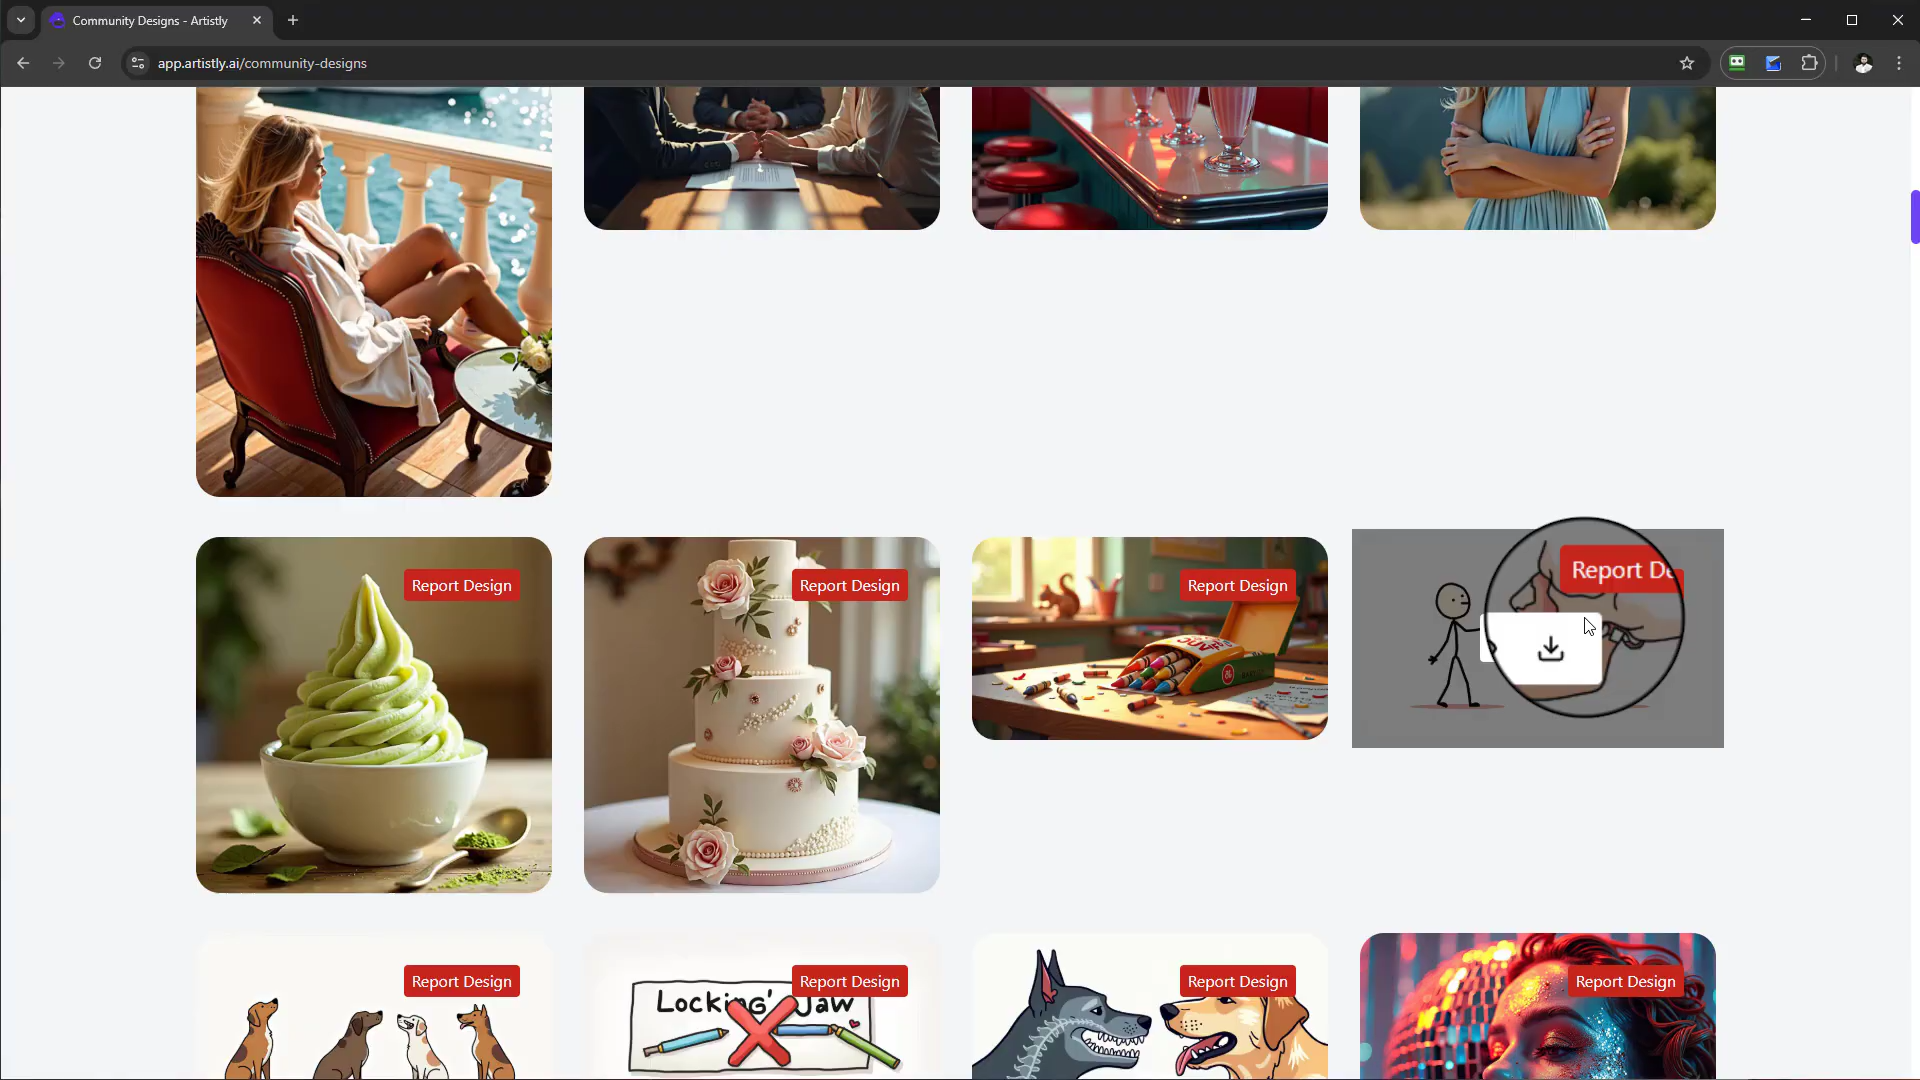 Community Designs - Artistly
app.artistly.ai/community-designs
Report Design
Report Design
Report Design
Report De
Report Design
Report Design
Report Design
Report Design
Locking' Jaw